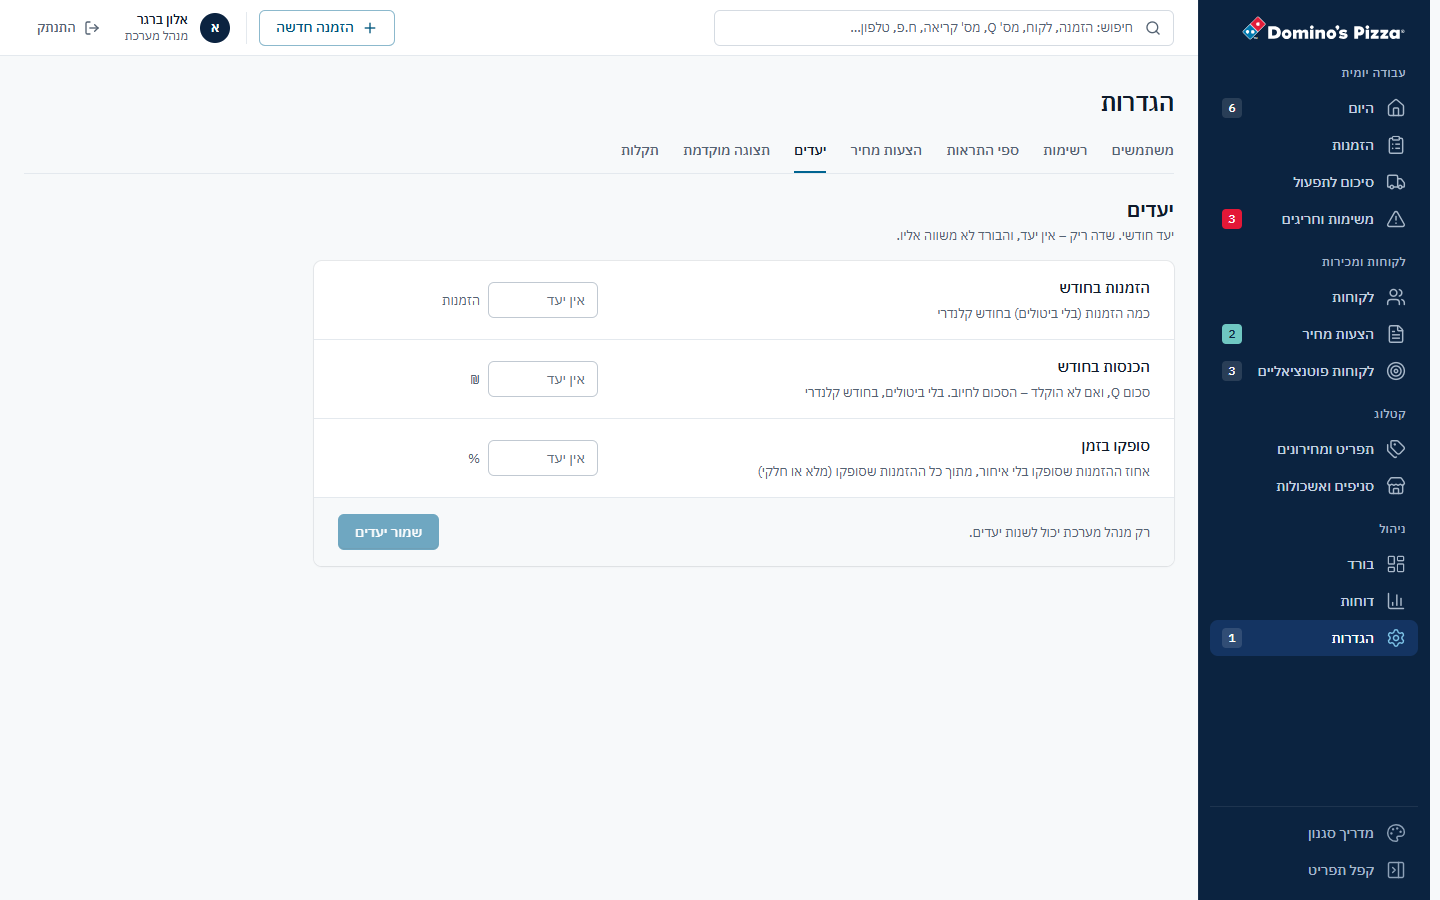 Domino's Pizza
עבודה יומית
היום 6
הזמנות
סיכום לתפעול
משימות וחריגים 3
לקוחות ומכירות
לקוחות
הצעות מחיר 2
לקוחות פוטנציאליים 3
קטלוג
תפריט ומחירונים
סניפים ואשכולות
ניהול
בורד
דוחות
הגדרות 1
מדריך סגנון
קפל תפריט
חיפוש: הזמנה, לקוח, מס' Q, מס' קריאה, ח.פ, טלפון...
הזמנה חדשה
א
אלון ברגר
מנהל מערכת
התנתק
הגדרות
משתמשים רשימות ספי התראות הצעות מחיר יעדים תצוגה מוקדמת תקלות
יעדים
יעד חודשי. שדה ריק – אין יעד, והבורד לא משווה אליו.
הזמנות בחודש
כמה הזמנות (בלי ביטולים) בחודש קלנדרי
אין יעד הזמנות
הכנסות בחודש
סכום Q, ואם לא הוקלד – הסכום לחיוב. בלי ביטולים, בחודש קלנדרי
אין יעד ₪
סופקו בזמן
אחוז ההזמנות שסופקו בלי איחור, מתוך כל ההזמנות שסופקו (מלא או חלקי)
אין יעד %
רק מנהל מערכת יכול לשנות יעדים.
שמור יעדים